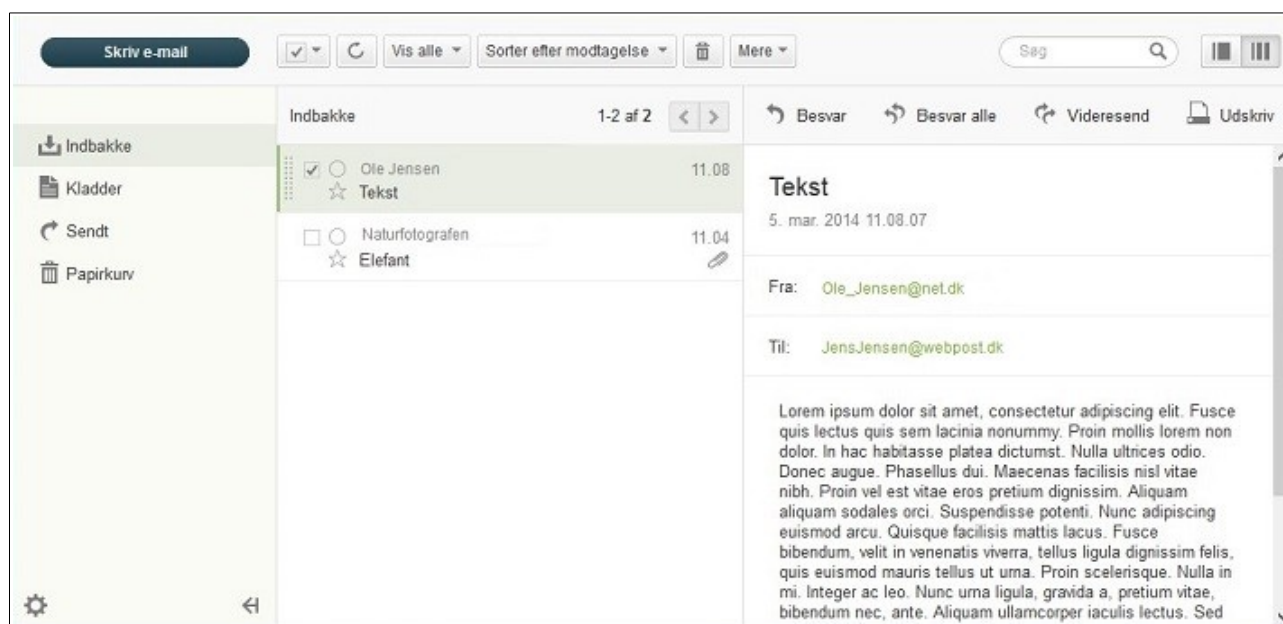 Skriv e-mail
Vis alle
Sorter efter modtagelse
Mere
Søg
Indbakke
Kladder
Sendt
Papirkurv
Indbakke
1-2 af 2
Ole Jensen
11.08
Tekst
Naturfotografen
11.04
Elefant
Besvar
Besvar alle
Videresend
Udskriv
Tekst
5. mar. 2014 11.08.07
Fra: Ole_Jensen@net.dk
Til: JensJensen@webpost.dk
Lorem ipsum dolor sit amet, consectetur adipiscing elit. Fusce
quis lectus quis sem lacinia nonummy. Proin mollis lorem non
dolor. In hac habitasse platea dictumst. Nulla ultrices odio.
Donec augue. Phasellus dui. Maecenas facilisis nisl vitae
nibh. Proin vel est vitae eros pretium dignissim. Aliquam
aliquam sodales orci. Suspendisse potenti. Nunc adipiscing
euismod arcu. Quisque facilisis mattis lacus. Fusce
bibendum, velit in venenatis viverra, tellus ligula dignissim felis,
quis euismod mauris tellus ut urna. Proin scelerisque. Nulla in
mi. Integer ac leo. Nunc urna ligula, gravida a, pretium vitae,
bibendum nec, ante. Aliquam ullamcorper iaculis lectus. Sed